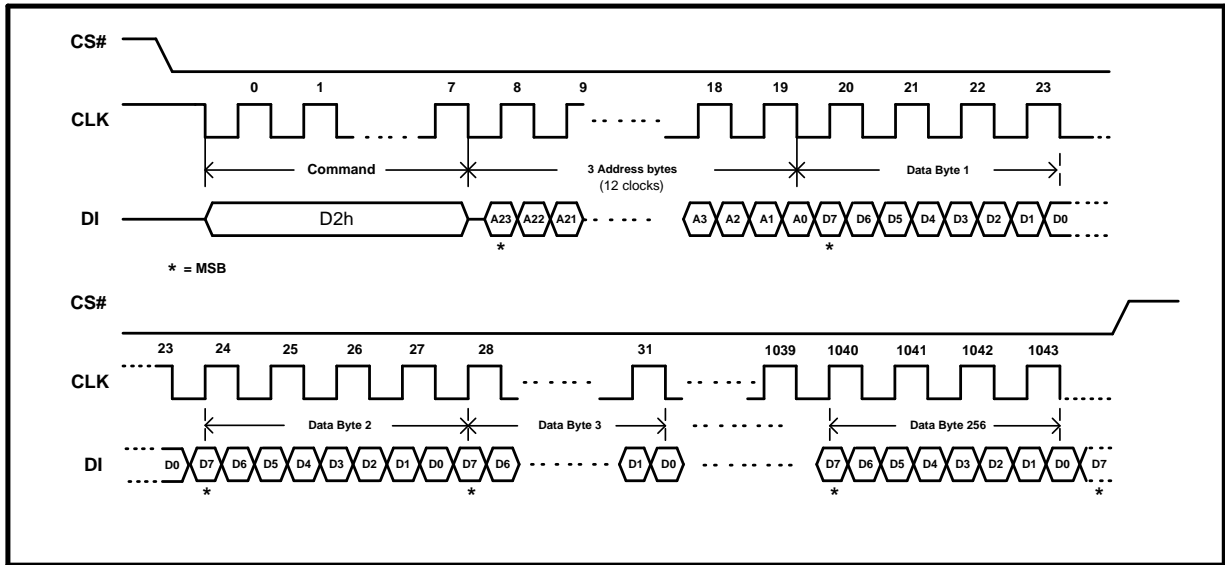 CS#
0 1 7 8 9 18 19 20 21 22 23
CLK
Command 3 Address bytes (12 clocks) Data Byte 1
DI D2h A23 A22 A21 A3 A2 A1 A0 D7 D6 D5 D4 D3 D2 D1 D0
* *
* = MSB
CS#
23 24 25 26 27 28 31 1039 1040 1041 1042 1043
CLK
Data Byte 2 Data Byte 3 Data Byte 256
DI D0 D7 D6 D5 D4 D3 D2 D1 D0 D7 D6 D1 D0 D7 D6 D5 D4 D3 D2 D1 D0 D7
* * * *